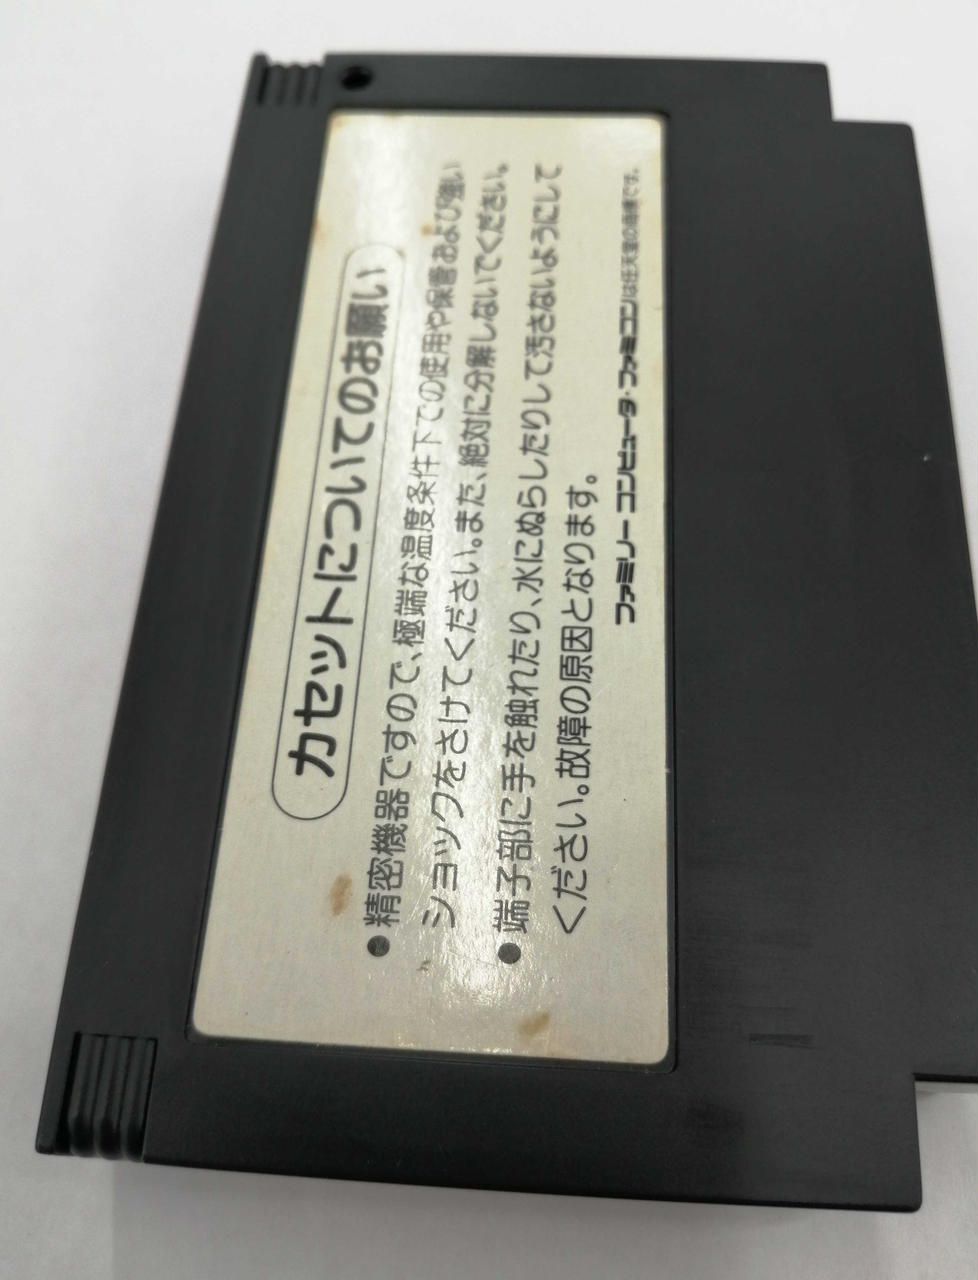 カセットについてのお願い
●精密機器ですので、極端な温度条件下での使用や保管および強い
ショックをさけてください。また、絶対に分解しないでください。
●端子部に手を触れたり、水にぬらしたりして汚さないようにして
ください。故障の原因となります。
ファミリーコンピュータ・ファミコンは任天堂の商標です。